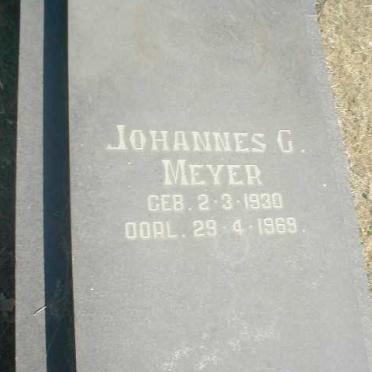 JOHANNES G.
MEYER
GEB. 2·3·1930
OORL. 29·4·1969.